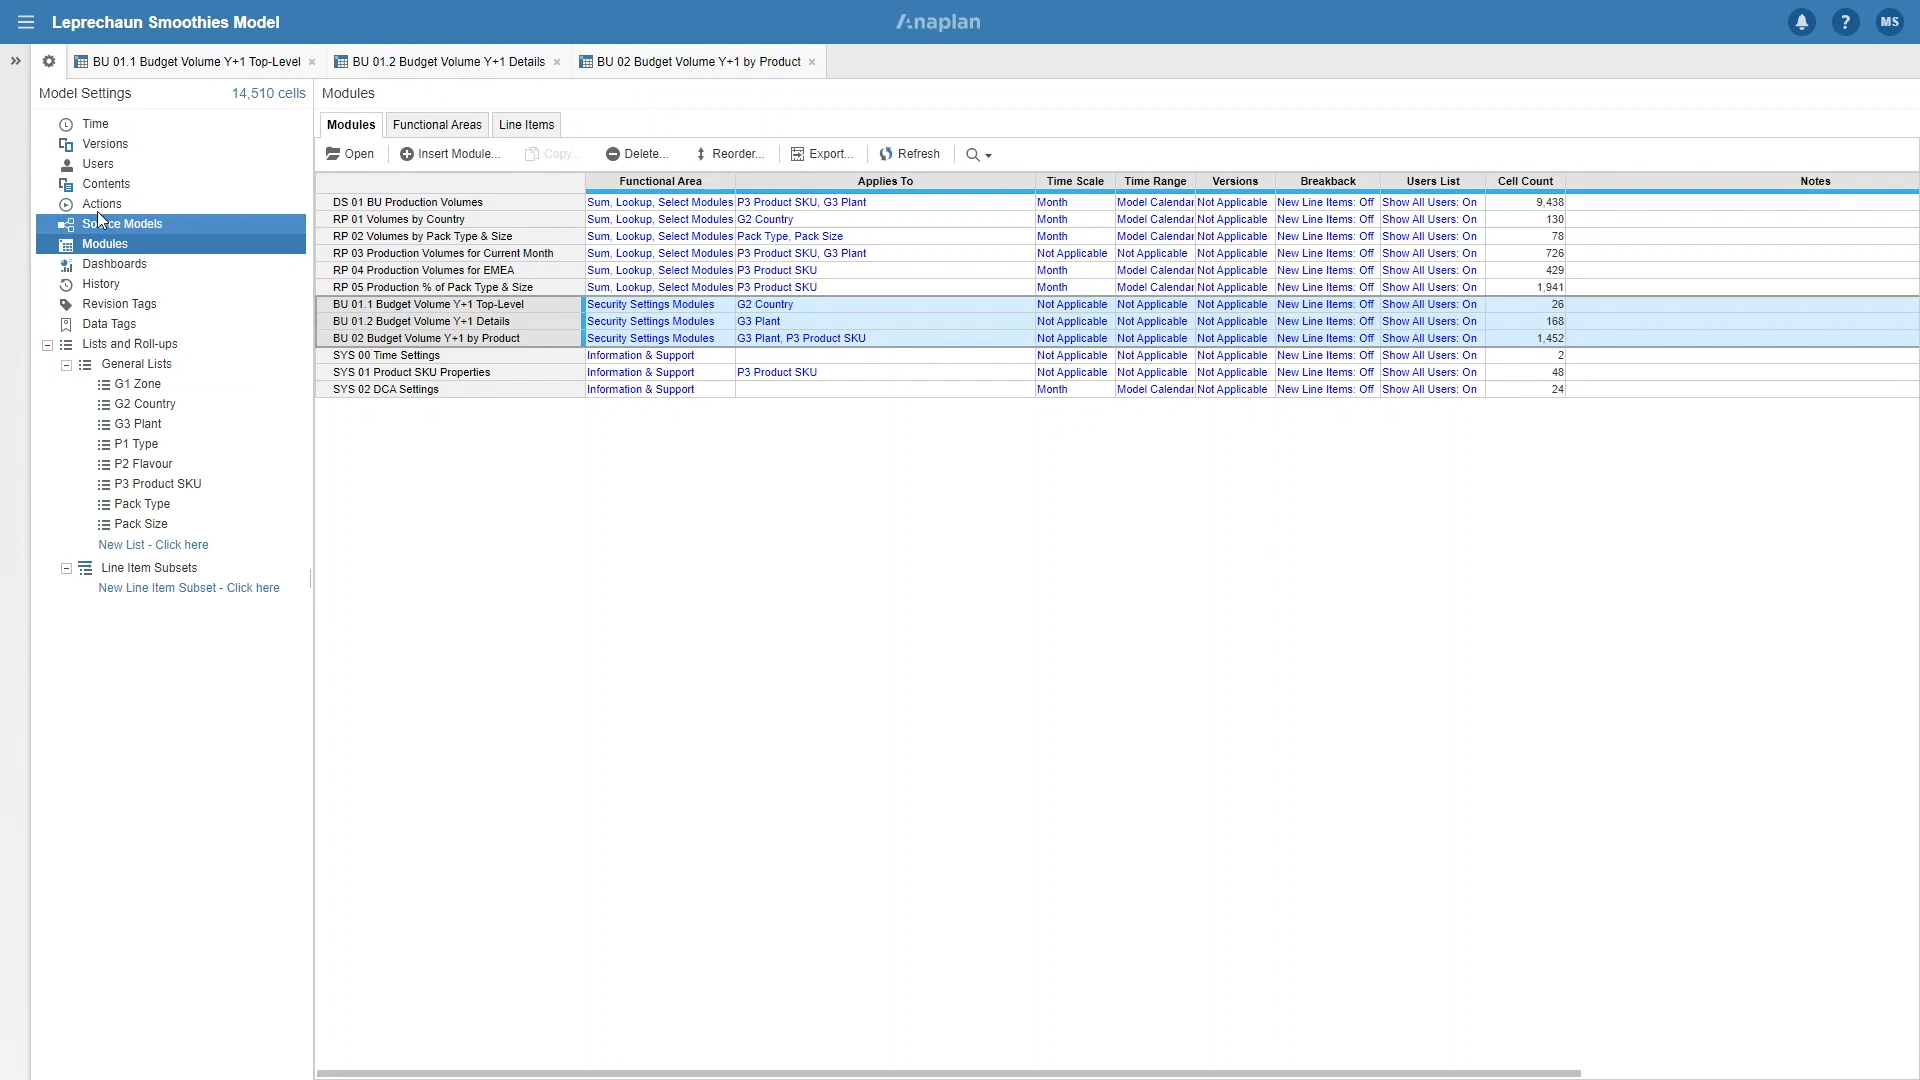 Leprechaun Smoothies Model
Anaplan
? MS
BU 01.1 Budget Volume Y+1 Top-Level × BU 01.2 Budget Volume Y+1 Details × BU 02 Budget Volume Y+1 by Product ×
Model Settings 14,510 cells
Time
Versions
Users
Contents
Actions
Source Models
Modules
Dashboards
History
Revision Tags
Data Tags
Lists and Roll-ups
General Lists
G1 Zone
G2 Country
G3 Plant
P1 Type
P2 Flavour
P3 Product SKU
Pack Type
Pack Size
New List - Click here
Line Item Subsets
New Line Item Subset - Click here
Modules
Modules Functional Areas Line Items
Open Insert Module... Copy... Delete... Reorder... Export... Refresh
Functional Area Applies To Time Scale Time Range Versions Breakback Users List Cell Count Notes
DS 01 BU Production Volumes Sum, Lookup, Select Modules P3 Product SKU, G3 Plant Month Model Calendar Not Applicable New Line Items: Off Show All Users: On 9,438
RP 01 Volumes by Country Sum, Lookup, Select Modules G2 Country Month Model Calendar Not Applicable New Line Items: Off Show All Users: On 130
RP 02 Volumes by Pack Type & Size Sum, Lookup, Select Modules Pack Type, Pack Size Month Model Calendar Not Applicable New Line Items: Off Show All Users: On 78
RP 03 Production Volumes for Current Month Sum, Lookup, Select Modules P3 Product SKU, G3 Plant Not Applicable Not Applicable Not Applicable New Line Items: Off Show All Users: On 726
RP 04 Production Volumes for EMEA Sum, Lookup, Select Modules P3 Product SKU Month Model Calendar Not Applicable New Line Items: Off Show All Users: On 429
RP 05 Production % of Pack Type & Size Sum, Lookup, Select Modules P3 Product SKU Month Model Calendar Not Applicable New Line Items: Off Show All Users: On 1,941
BU 01.1 Budget Volume Y+1 Top-Level Security Settings Modules G2 Country Not Applicable Not Applicable Not Applicable New Line Items: Off Show All Users: On 26
BU 01.2 Budget Volume Y+1 Details Security Settings Modules G3 Plant Not Applicable Not Applicable Not Applicable New Line Items: Off Show All Users: On 168
BU 02 Budget Volume Y+1 by Product Security Settings Modules G3 Plant, P3 Product SKU Not Applicable Not Applicable Not Applicable New Line Items: Off Show All Users: On 1,452
SYS 00 Time Settings Information & Support Not Applicable Not Applicable Not Applicable New Line Items: Off Show All Users: On 2
SYS 01 Product SKU Properties Information & Support P3 Product SKU Not Applicable Not Applicable Not Applicable New Line Items: Off Show All Users: On 48
SYS 02 DCA Settings Information & Support Month Model Calendar Not Applicable New Line Items: Off Show All Users: On 24